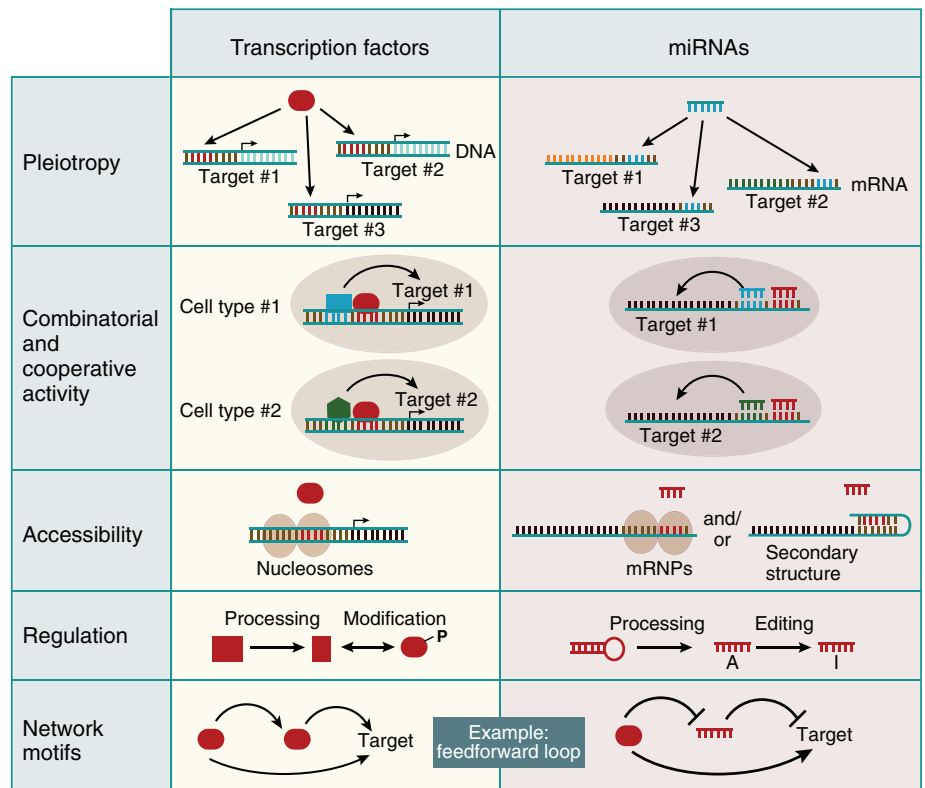 Transcription factors
miRNAs
Pleiotropy
Target #1
Target #2
DNA
Target #3
Target #1
Target #2
mRNA
Target #3
Combinatorial
and
cooperative
activity
Cell type #1
Target #1
Cell type #2
Target #2
Target #1
Target #2
Accessibility
Nucleosomes
mRNPs
and/
or
Secondary
structure
Regulation
Processing
Modification
P
Processing
Editing
A
I
Network
motifs
Target
Example:
feedforward loop
Target